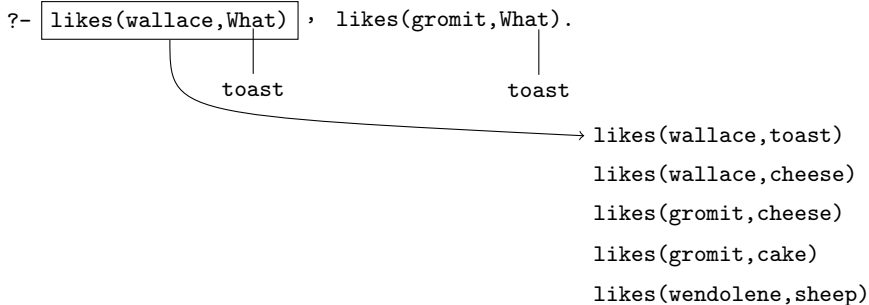 ?- likes(wallace,What) , likes(gromit,What).
toast toast
likes(wallace,toast)
likes(wallace,cheese)
likes(gromit,cheese)
likes(gromit,cake)
likes(wendolene,sheep)